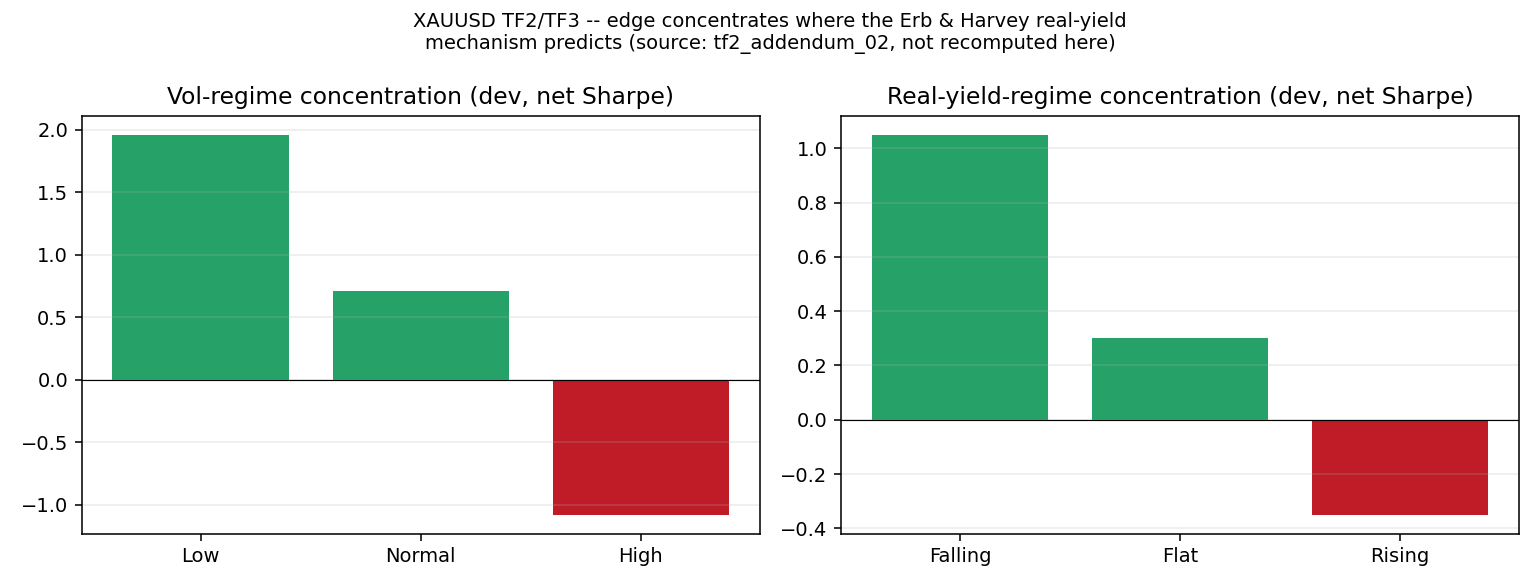 XAUUSD TF2/TF3 -- edge concentrates where the Erb & Harvey real-yield
mechanism predicts (source: tf2_addendum_02, not recomputed here)
Vol-regime concentration (dev, net Sharpe)
2.0
1.5
1.0
0.5
0.0
−0.5
−1.0
Low
Normal
High
Real-yield-regime concentration (dev, net Sharpe)
1.0
0.8
0.6
0.4
0.2
0.0
−0.2
−0.4
Falling
Flat
Rising